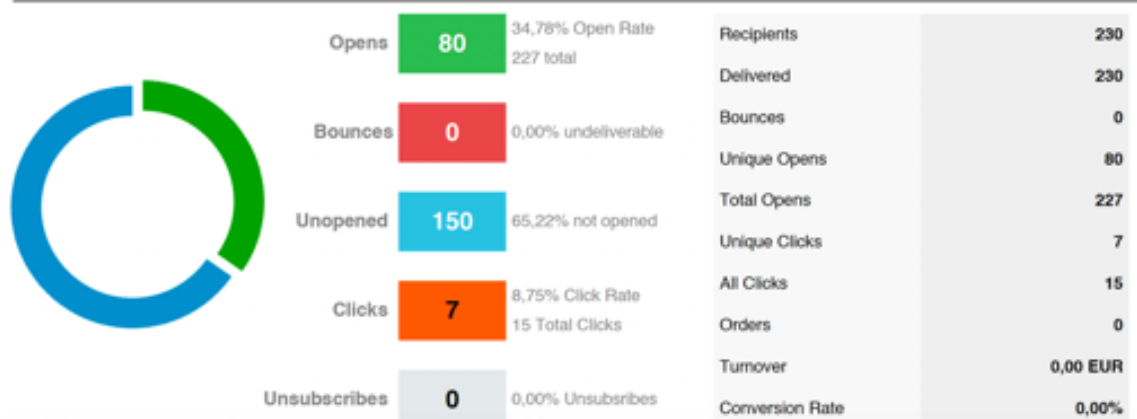 Opens
80
34,78% Open Rate
227 total
Bounces
0
0,00% undeliverable
Unopened
150
65,22% not opened
Clicks
7
8,75% Click Rate
15 Total Clicks
Unsubscribes
0
0,00% Unsubsribes
Recipients 230
Delivered 230
Bounces 0
Unique Opens 80
Total Opens 227
Unique Clicks 7
All Clicks 15
Orders 0
Turnover 0,00 EUR
Conversion Rate 0,00%